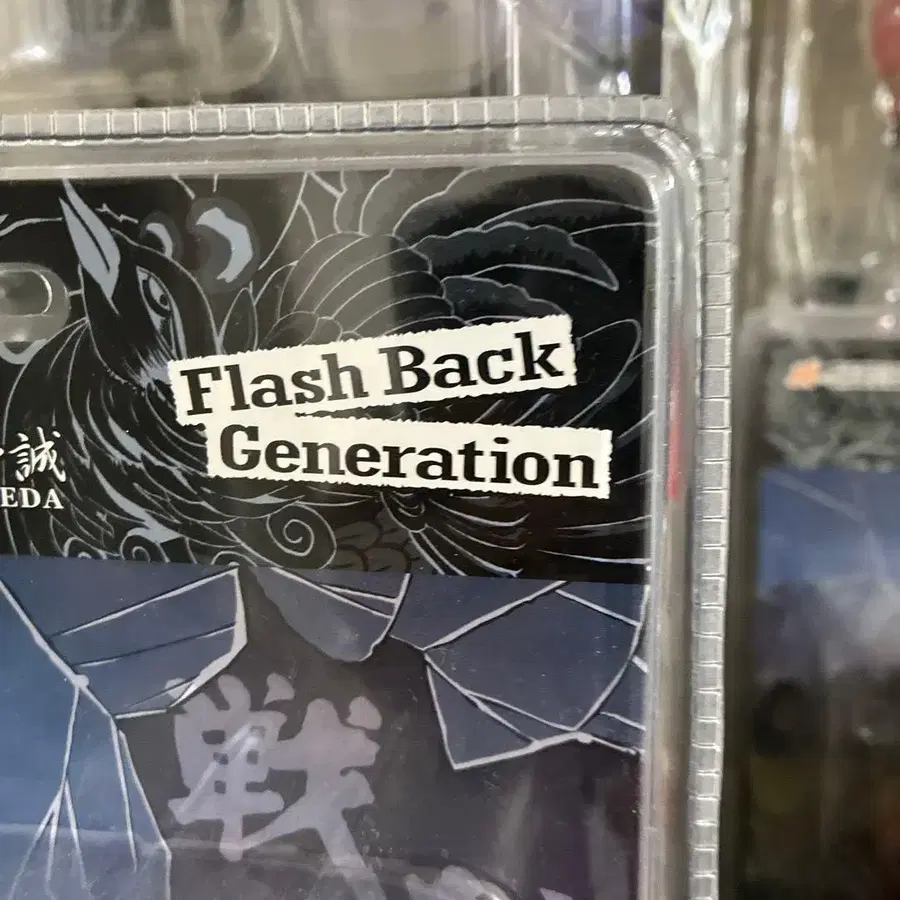 Flash Back
Generation
誠
EDA
戦